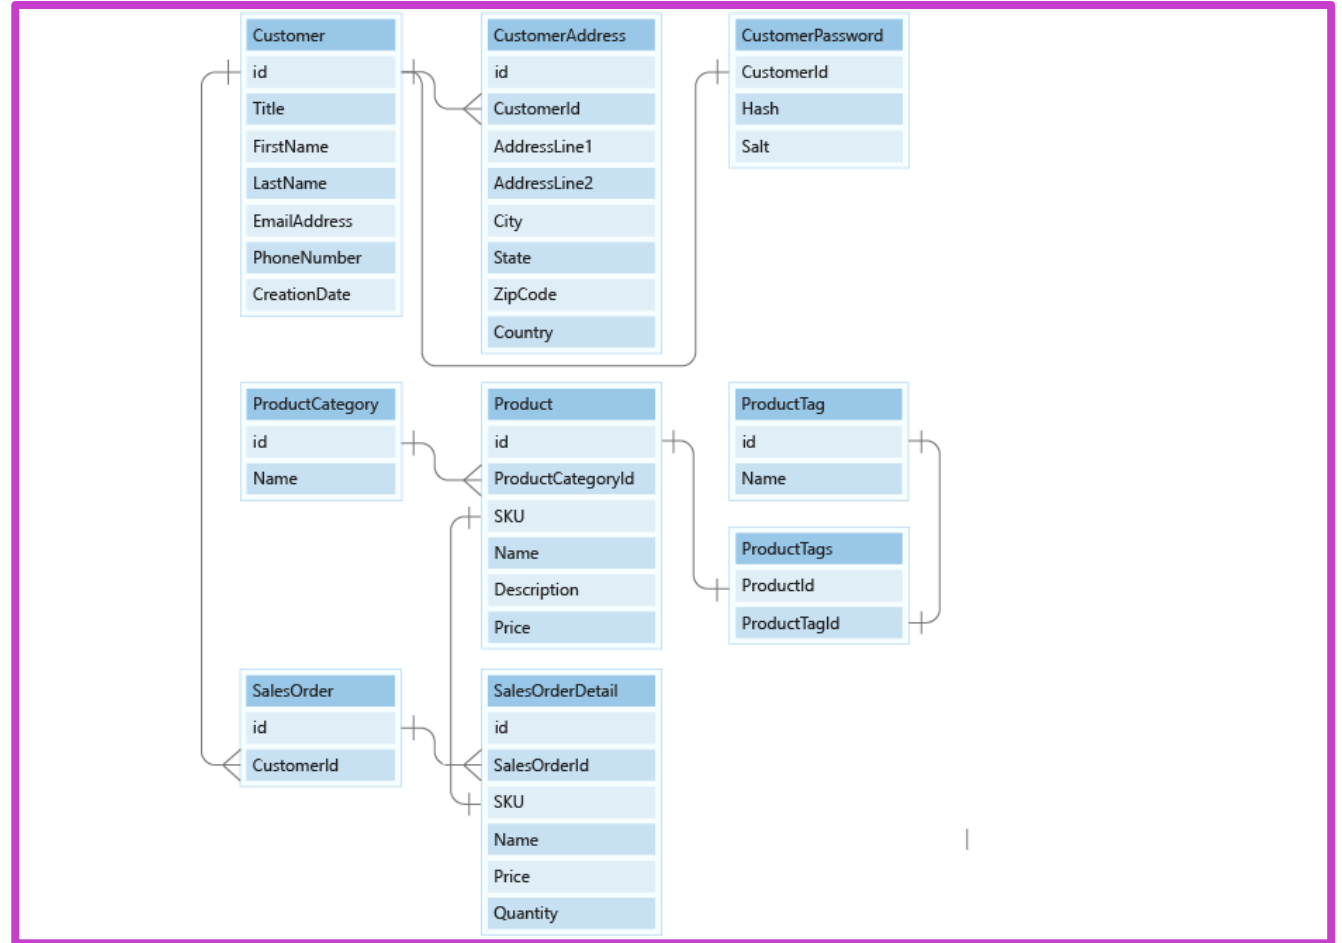 Customer
id
Title
FirstName
LastName
EmailAddress
PhoneNumber
CreationDate
CustomerAddress
id
CustomerId
AddressLine1
AddressLine2
City
State
ZipCode
Country
CustomerPassword
CustomerId
Hash
Salt
ProductCategory
id
Name
Product
id
ProductCategoryId
SKU
Name
Description
Price
ProductTag
id
Name
ProductTags
ProductId
ProductTagId
SalesOrder
id
CustomerId
SalesOrderDetail
id
SalesOrderId
SKU
Name
Price
Quantity